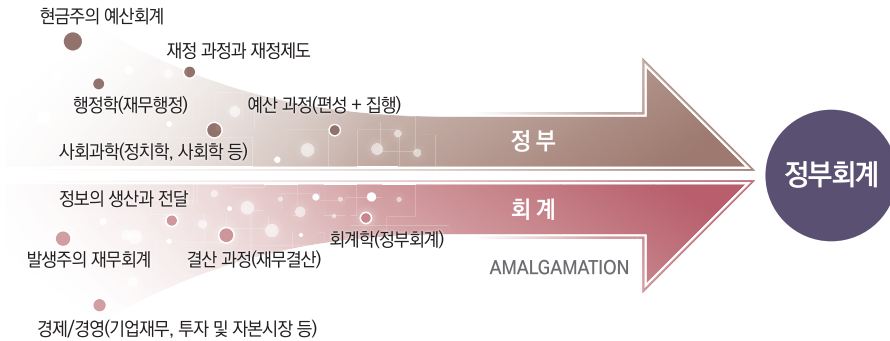 현금주의 예산회계
재정 과정과 재정제도
행정학(재무행정)
예산 과정(편성 + 집행)
사회과학(정치학, 사회학 등)
정부
정부회계
정보의 생산과 전달
회계
회계학(정부회계)
발생주의 재무회계
결산 과정(재무결산)
AMALGAMATION
경제/경영(기업재무, 투자 및 자본시장 등)